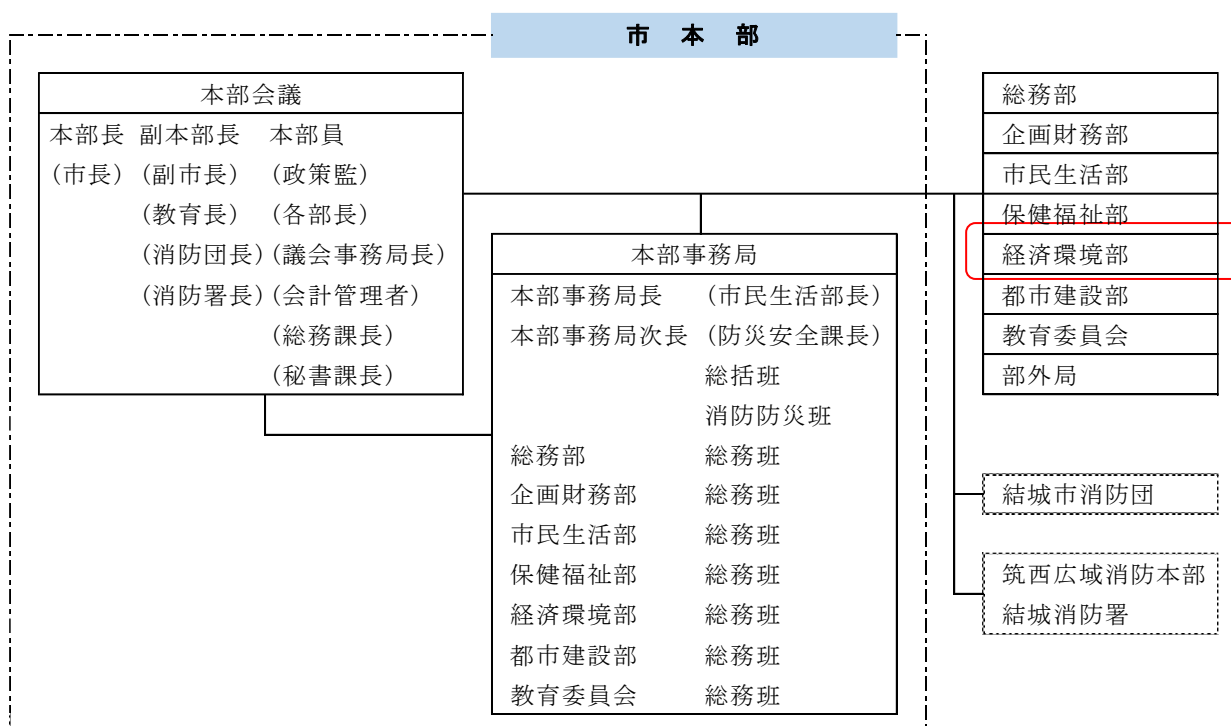 市 本 部
本部会議
本部長 副本部長 本部員
(市長) (副市長) (政策監)
(教育長) (各部長)
(消防団長) (議会事務局長)
(消防署長) (会計管理者)
(総務課長)
(秘書課長)
本部事務局
本部事務局長 (市民生活部長)
本部事務局次長 (防災安全課長)
総括班
消防防災班
総務部 総務班
企画財務部 総務班
市民生活部 総務班
保健福祉部 総務班
経済環境部 総務班
都市建設部 総務班
教育委員会 総務班
総務部
企画財務部
市民生活部
保健福祉部
経済環境部
都市建設部
教育委員会
部外局
結城市消防団
筑西広域消防本部
結城消防署